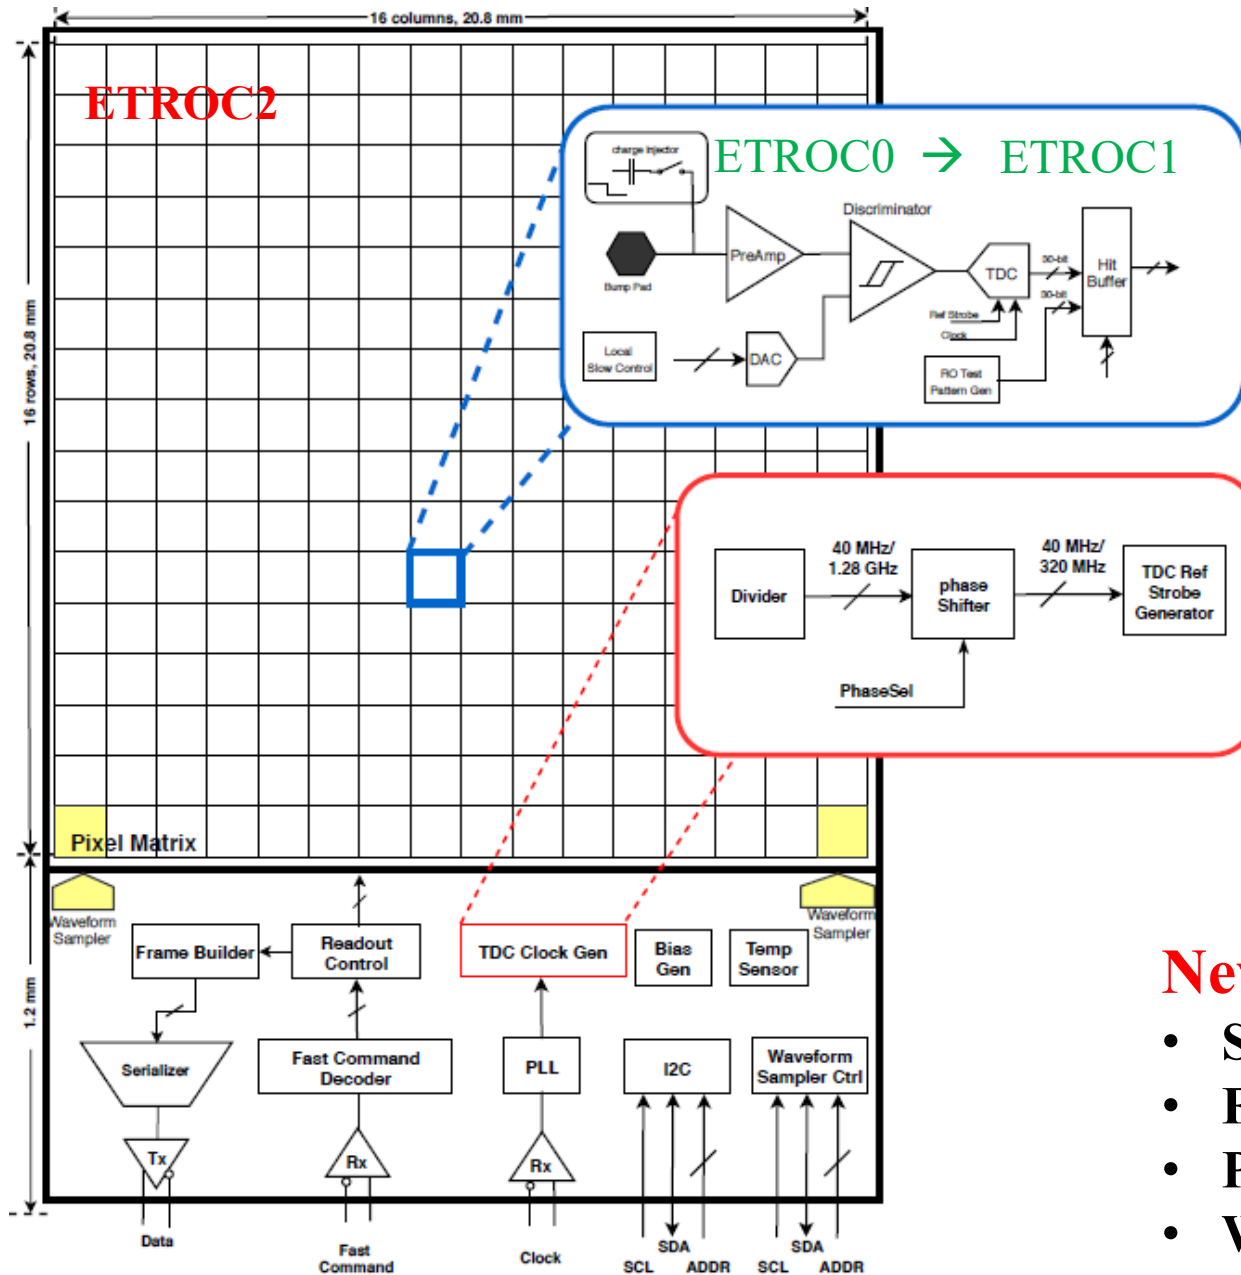 16 columns, 20.8 mm
ETROC2
16 rows, 20.8 mm
charge injector
ETROC0 → ETROC1
Discriminator
PreAmp
Bump Pad
TDC
30-bit
30-bit
Hit
Buffer
Ref Strobe
Clock
Local
Slow Control
DAC
RO Test
Pattern Gen
40 MHz/
1.28 GHz
40 MHz/
320 MHz
Divider
phase
Shifter
TDC Ref
Strobe
Generator
PhaseSel
Pixel Matrix
1.2 mm
Waveform
Sampler
Waveform
Sampler
Frame Builder
Readout
Control
TDC Clock Gen
Bias
Gen
Temp
Sensor
Serializer
Fast Command
Decoder
PLL
I2C
Waveform
Sampler Ctrl
Tx
Rx
Rx
Data
Fast
Command
Clock
SCL
SDA
ADDR
SCL
SDA
ADDR
• S
• P